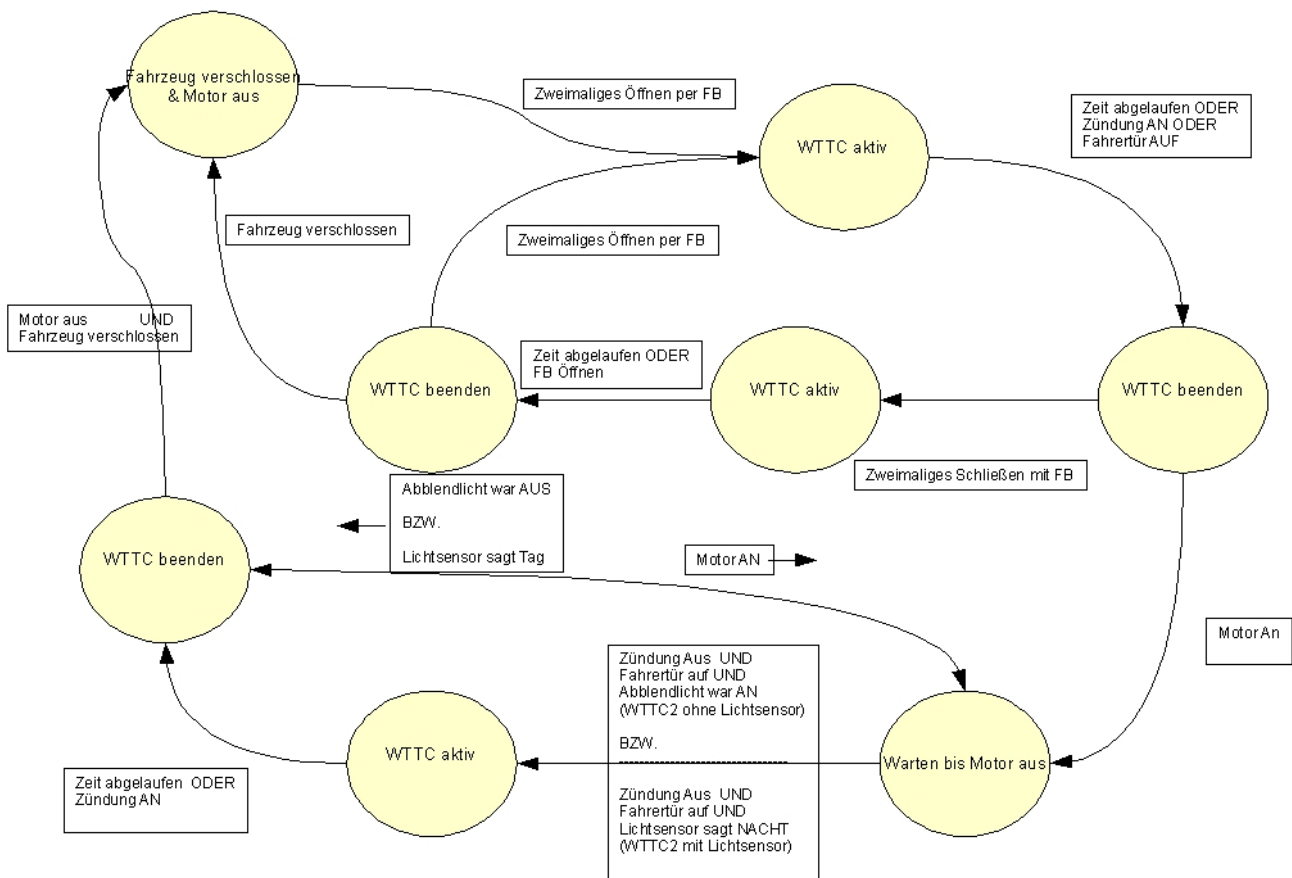 Fahrzeug verschlossen
& Motor aus
Zweimaliges Öffnen per FB
WTTC aktiv
Zeit abgelaufen ODER
Zündung AN ODER
Fahrertür AUF
Fahrzeug verschlossen
Zweimaliges Öffnen per FB
Motor aus UND
Fahrzeug verschlossen
WTTC beenden
Zeit abgelaufen ODER
FB Öffnen
WTTC aktiv
WTTC beenden
Zweimaliges Schließen mit FB
Abblendlicht war AUS
BZW.
Lichtsensor sagt Tag
WTTC beenden
Motor AN
Motor An
Zündung Aus UND
Fahrertür auf UND
Abblendlicht war AN
(WTTC2 ohne Lichtsensor)
BZW.
------------------------------------
Zündung Aus UND
Fahrertür auf UND
Lichtsensor sagt NACHT
(WTTC2 mit Lichtsensor)
WTTC aktiv
Warten bis Motor aus
Zeit abgelaufen ODER
Zündung AN